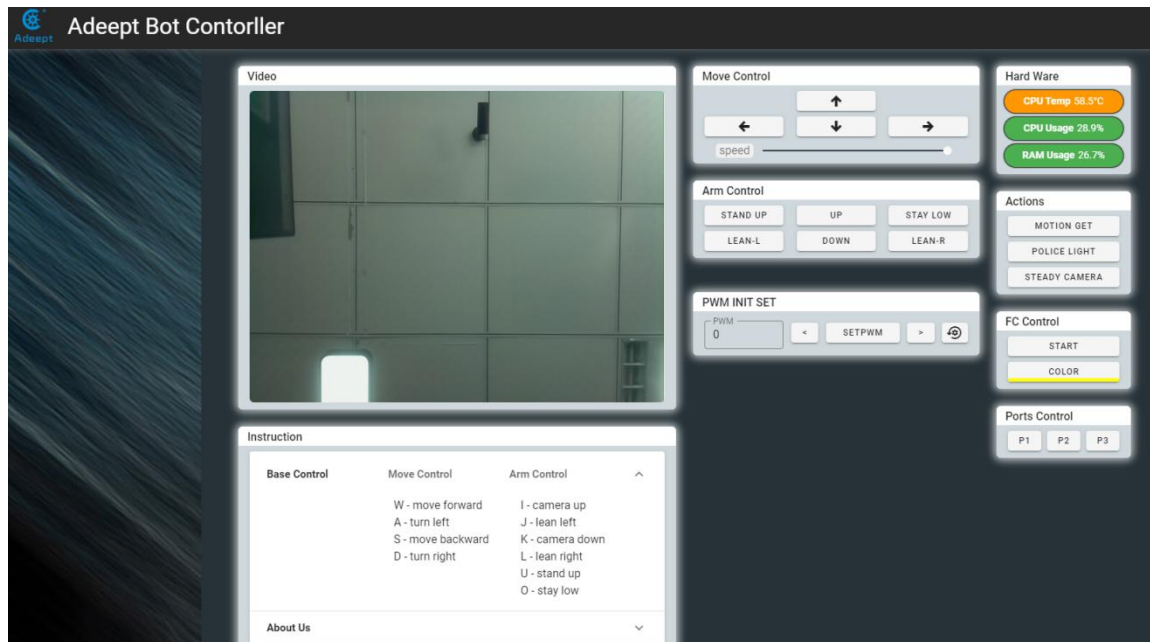 Adeept
Adeept Bot Contorller
Video
Move Control
speed
Arm Control
STAND UP UP STAY LOW
LEAN-L DOWN LEAN-R
PWM INIT SET
PWM
0 < SETPWM >
Hard Ware
CPU Temp 58.5°C
CPU Usage 28.9%
RAM Usage 26.7%
Actions
MOTION GET
POLICE LIGHT
STEADY CAMERA
FC Control
START
COLOR
Ports Control
P1 P2 P3
Instruction
Base Control Move Control Arm Control
W - move forward I - camera up
A - turn left J - lean left
S - move backward K - camera down
D - turn right L - lean right
U - stand up
O - stay low
About Us